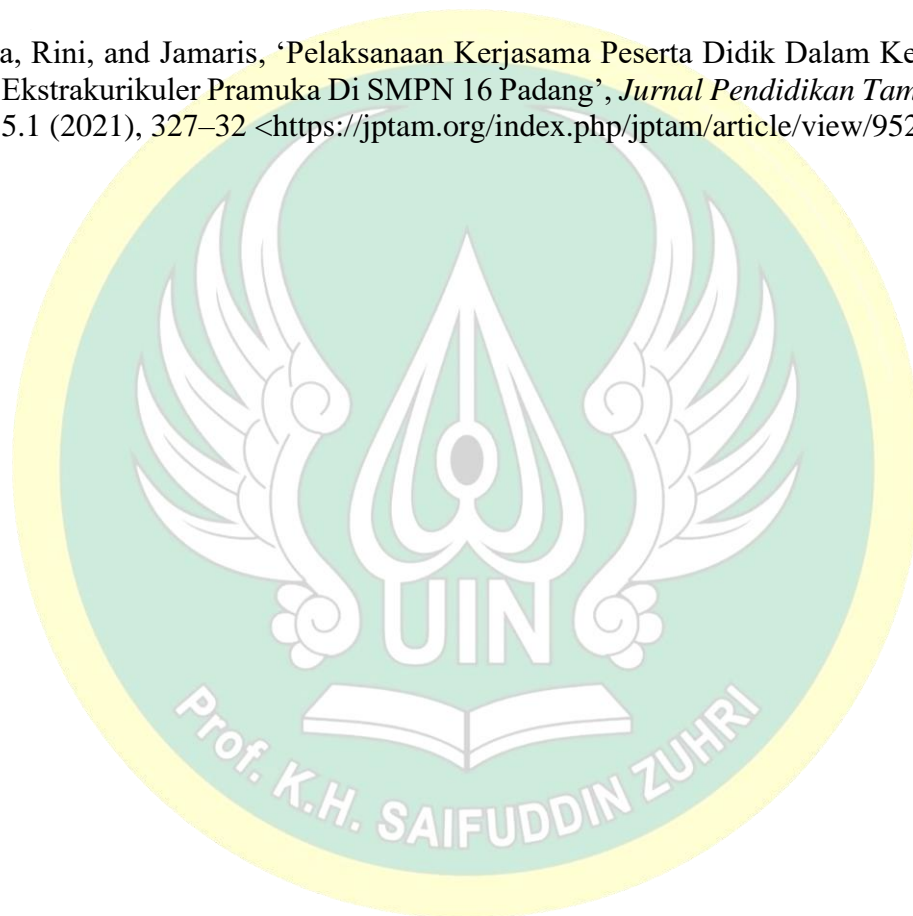 a, Rini, and Jamaris, ‘Pelaksanaan Kerjasama Peserta Didik Dalam Ke
Ekstrakurikuler Pramuka Di SMPN 16 Padang’, Jurnal Pendidikan Tam
5.1 (2021), 327–32 <https://jptam.org/index.php/jptam/article/view/952
UIN
Prof. K.H. SAIFUDDIN ZUHRI